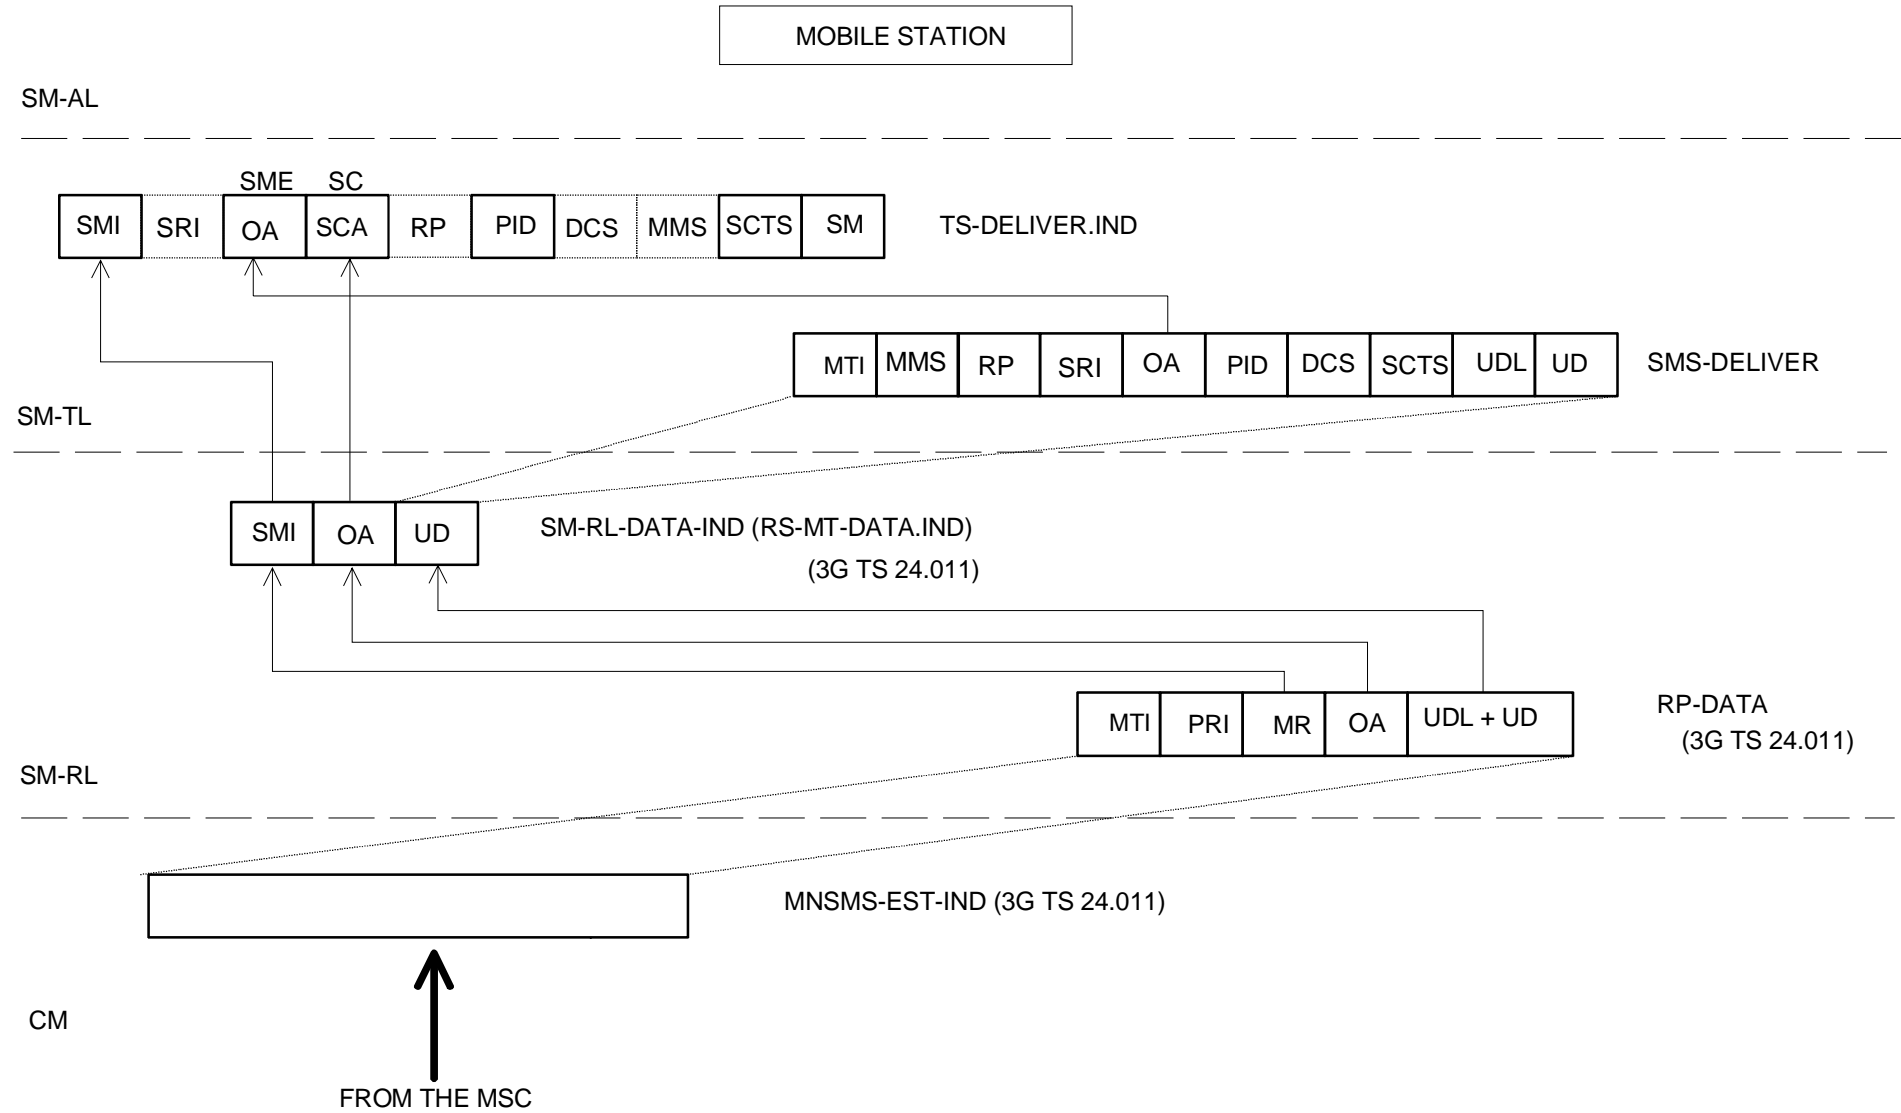 MOBILE STATION
SM-AL
SME SC
SMI SRI OA SCA RP PID DCS MMS SCTS SM TS-DELIVER.IND
MTI MMS RP SRI OA PID DCS SCTS UDL UD SMS-DELIVER
SM-TL
SMI OA UD SM-RL-DATA-IND (RS-MT-DATA.IND)
(3G TS 24.011)
MTI PRI MR OA UDL + UD RP-DATA
(3G TS 24.011)
SM-RL
MNSMS-EST-IND (3G TS 24.011)
CM
FROM THE MSC